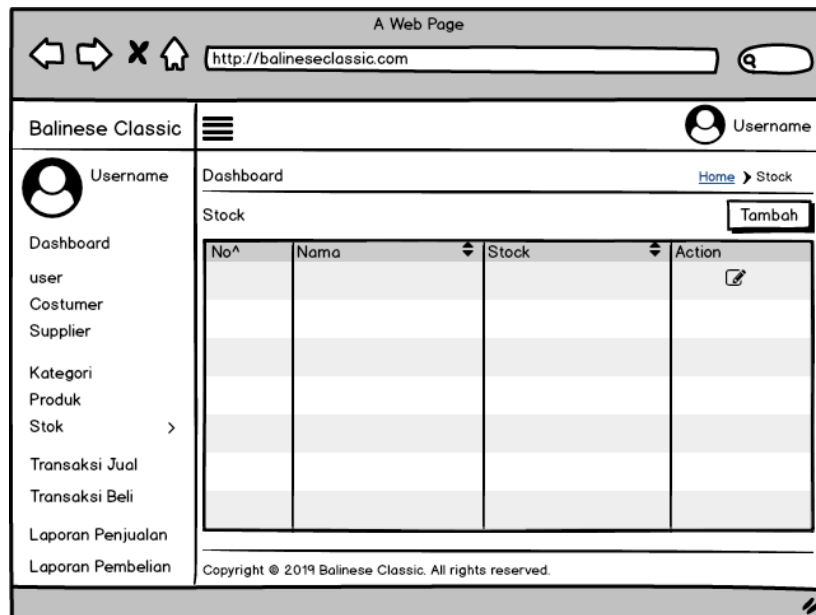 A Web Page
http://balineseclassic.com
Balinese Classic
Username
Username
Dashboard
user
Costumer
Supplier
Kategori
Produk
Stok >
Transaksi Jual
Transaksi Beli
Laporan Penjualan
Laporan Pembelian
Dashboard
Home ❯ Stock
Stock
Tambah
No^ Nama Stock Action
Copyright © 2019 Balinese Classic. All rights reserved.